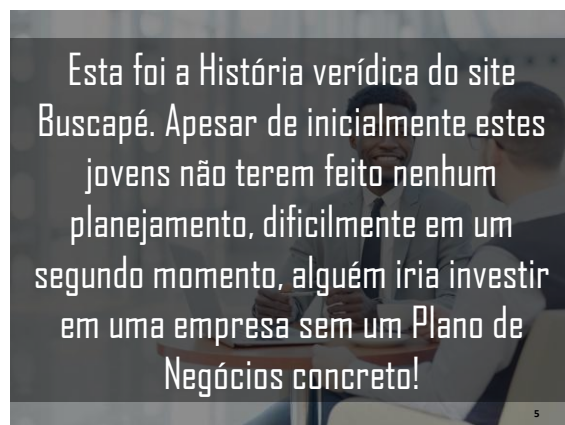 Esta foi a História verídica do site
Buscapé. Apesar de inicialmente estes
jovens não terem feito nenhum
planejamento, dificilmente em um
segundo momento, alguém iria investir
em uma empresa sem um Plano de
Negócios concreto!
5